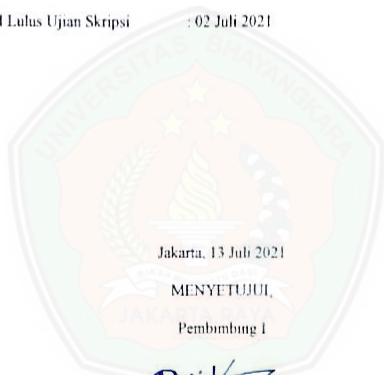 l Lulus Ujian Skripsi : 02 Juli 2021
UNIVERSITAS BHAYANGKARA
Jakarta, 13 Juli 2021
MENYETUJUI,
JAKARTA RAYA
Pembimbing I